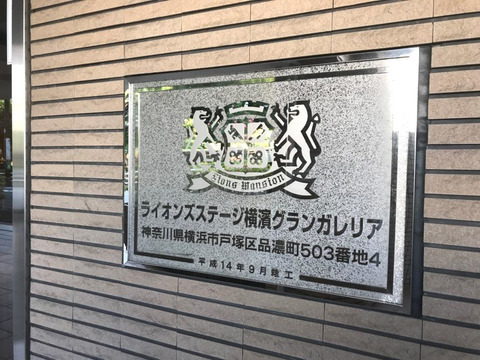 Lions Mansion
ライオンズステージ横濱グランガレリア
神奈川県横浜市戸塚区品濃町503番地4
平成14年9月竣工